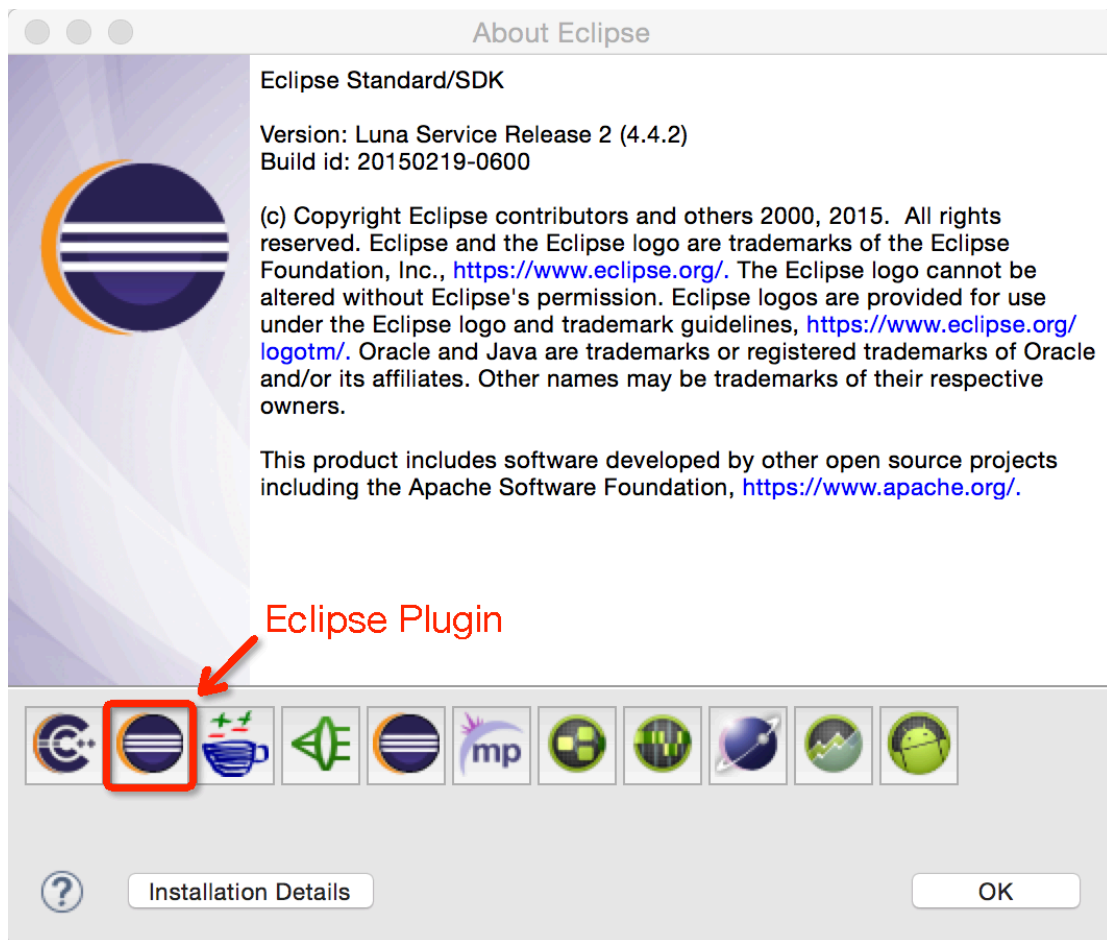 About Eclipse
Eclipse Standard/SDK
Version: Luna Service Release 2 (4.4.2)
Build id: 20150219-0600
(c) Copyright Eclipse contributors and others 2000, 2015.  All rights
reserved. Eclipse and the Eclipse logo are trademarks of the Eclipse
Foundation, Inc., https://www.eclipse.org/. The Eclipse logo cannot be
altered without Eclipse's permission. Eclipse logos are provided for use
under the Eclipse logo and trademark guidelines, https://www.eclipse.org/
logotm/. Oracle and Java are trademarks or registered trademarks of Oracle
and/or its affiliates. Other names may be trademarks of their respective
owners.
This product includes software developed by other open source projects
including the Apache Software Foundation, https://www.apache.org/.
Eclipse Plugin
C++
mp
?
Installation Details
OK